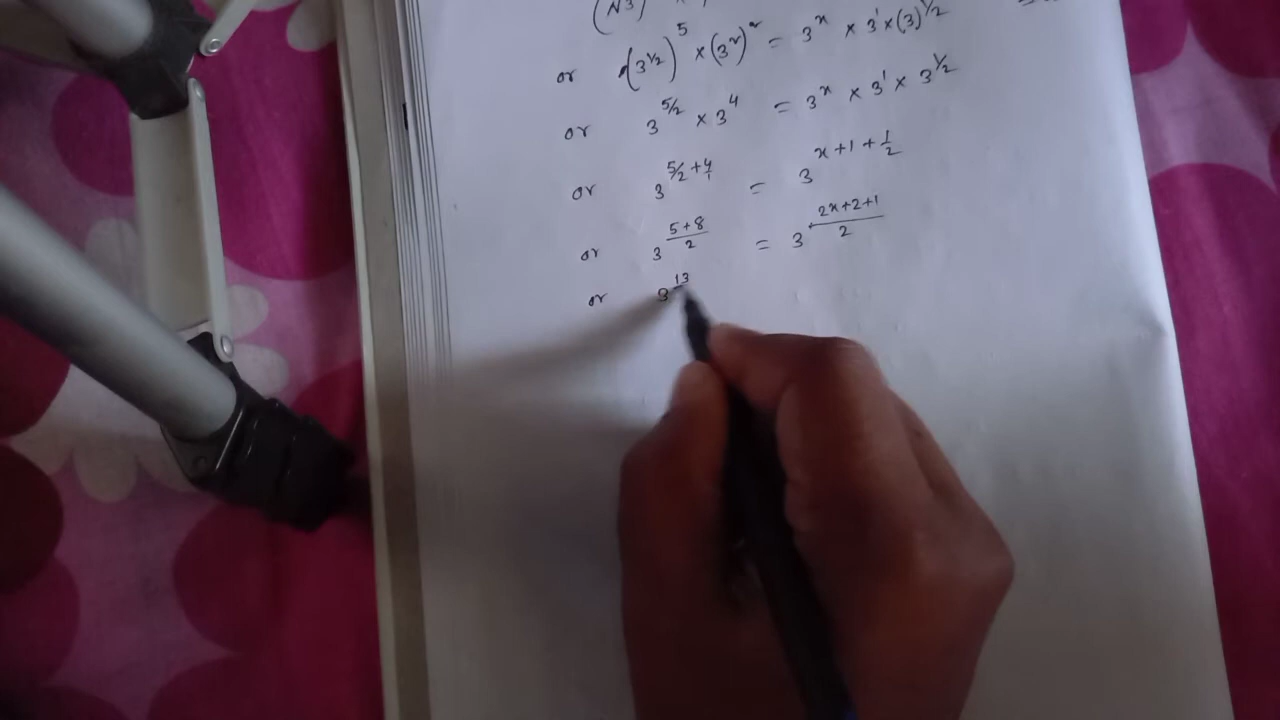 (√3)
or (3^1/2)^5 × (3^2)^2 = 3^x × 3^1 × (3)^1/2
or 3^5/2 × 3^4 = 3^x × 3^1 × 3^1/2
or 3^5/2+4/1 = 3^x+1+1/2
or 3^5+8/2 = 3^2x+2+1/2
or 3^13